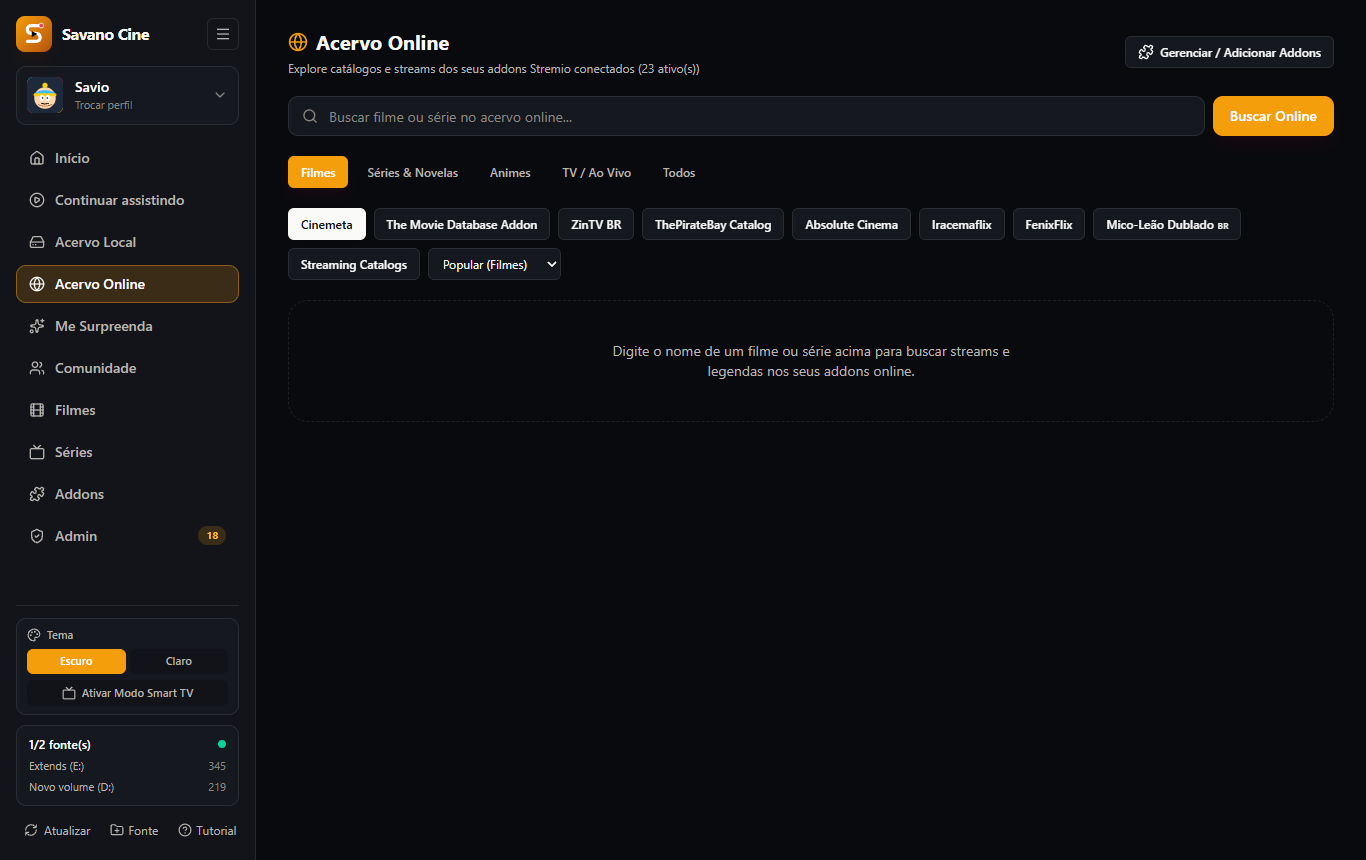 Savano Cine
Savio
Trocar perfil
Início
Continuar assistindo
Acervo Local
Acervo Online
Me Surpreenda
Comunidade
Filmes
Séries
Addons
Admin 18
Tema
Escuro Claro
Ativar Modo Smart TV
1/2 fonte(s)
Extends (E:) 345
Novo volume (D:) 219
Atualizar Fonte Tutorial
Acervo Online
Explore catálogos e streams dos seus addons Stremio conectados (23 ativo(s))
Gerenciar / Adicionar Addons
Buscar filme ou série no acervo online...
Buscar Online
Filmes Séries & Novelas Animes TV / Ao Vivo Todos
Cinemeta The Movie Database Addon ZinTV BR ThePirateBay Catalog Absolute Cinema Iracemaflix FenixFlix Mico-Leão Dublado BR
Streaming Catalogs Popular (Filmes)
Digite o nome de um filme ou série acima para buscar streams e
legendas nos seus addons online.